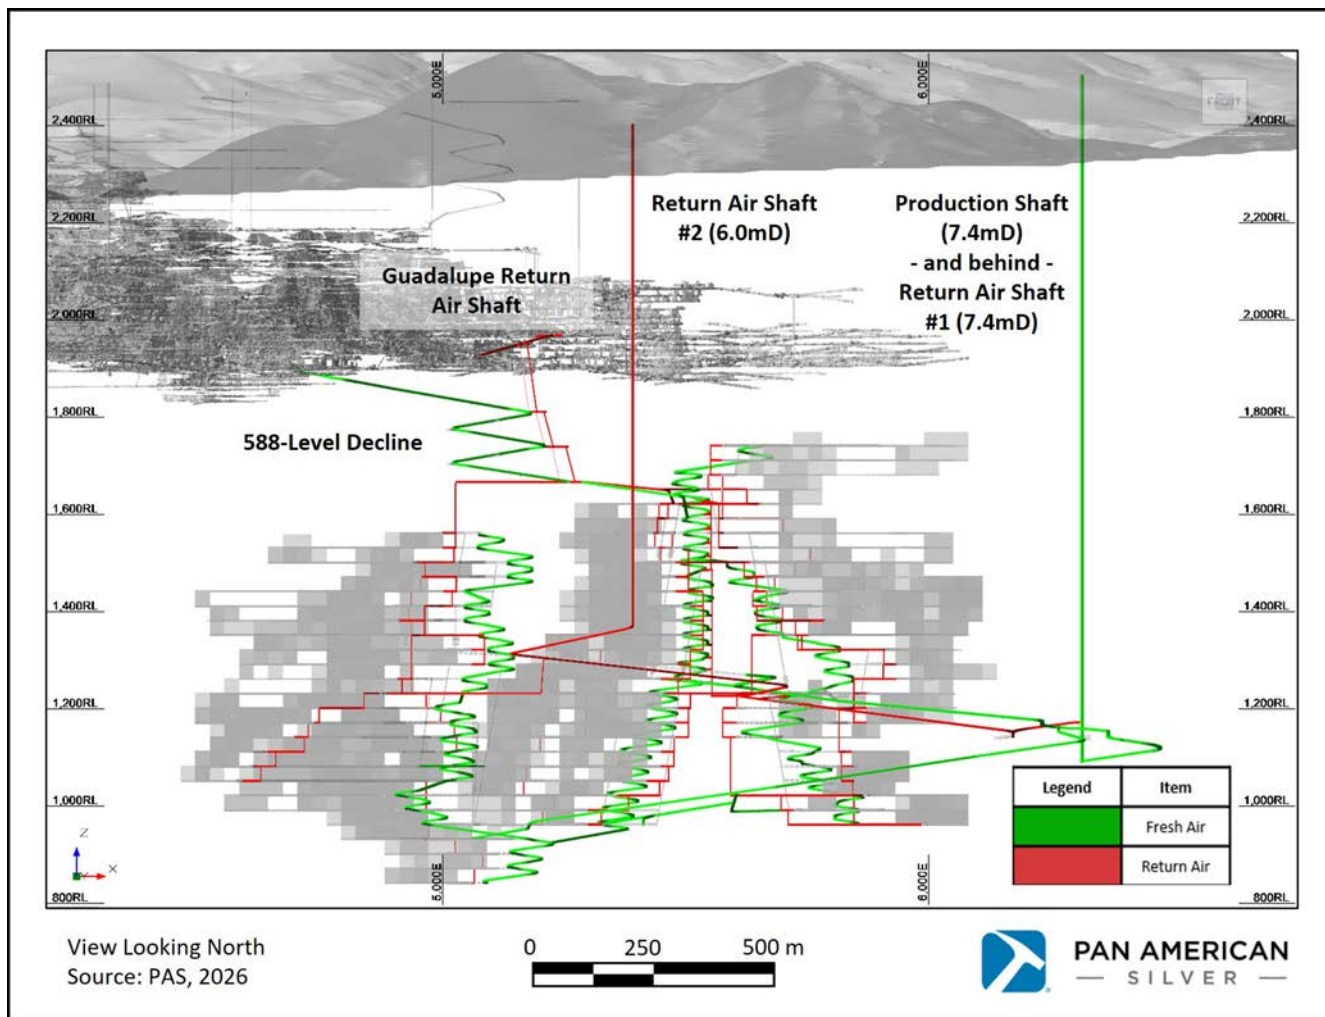 5,000E
6,000E
FRONT
2,400RL
2,400RL
2,200RL
2,200RL
Return Air Shaft
#2 (6.0mD)
Production Shaft
(7.4mD)
- and behind -
Return Air Shaft
#1 (7.4mD)
Guadalupe Return
Air Shaft
2,000RL
2,000RL
1,800RL
1,800RL
588-Level Decline
1,600RL
1,600RL
1,400RL
1,400RL
1,200RL
1,200RL
1,000RL
1,000RL
Legend
Item
Fresh Air
Return Air
Z
X
5,000E
6,000E
800RL
800RL
View Looking North
Source: PAS, 2026
0
250
500 m
PAN AMERICAN
— SILVER —